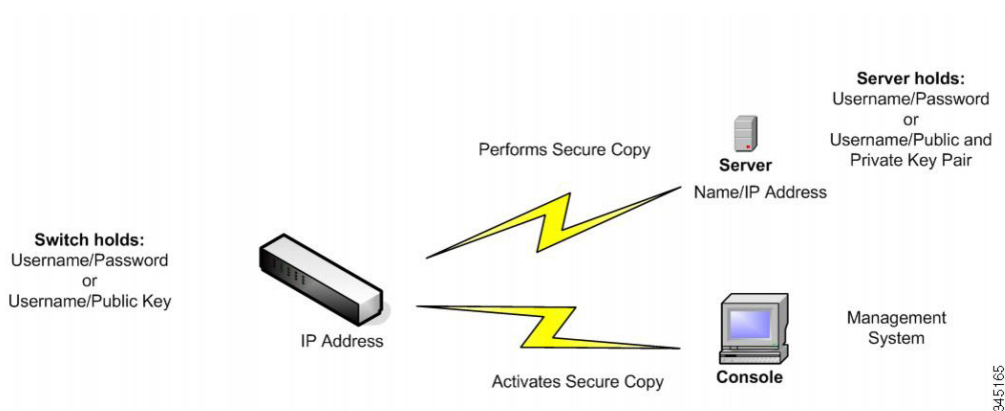 Server holds:
Username/Password
or
Username/Public and
Private Key Pair
Performs Secure Copy
Server
Name/IP Address
Switch holds:
Username/Password
or
Username/Public Key
IP Address
Management
System
Console
Activates Secure Copy
345165